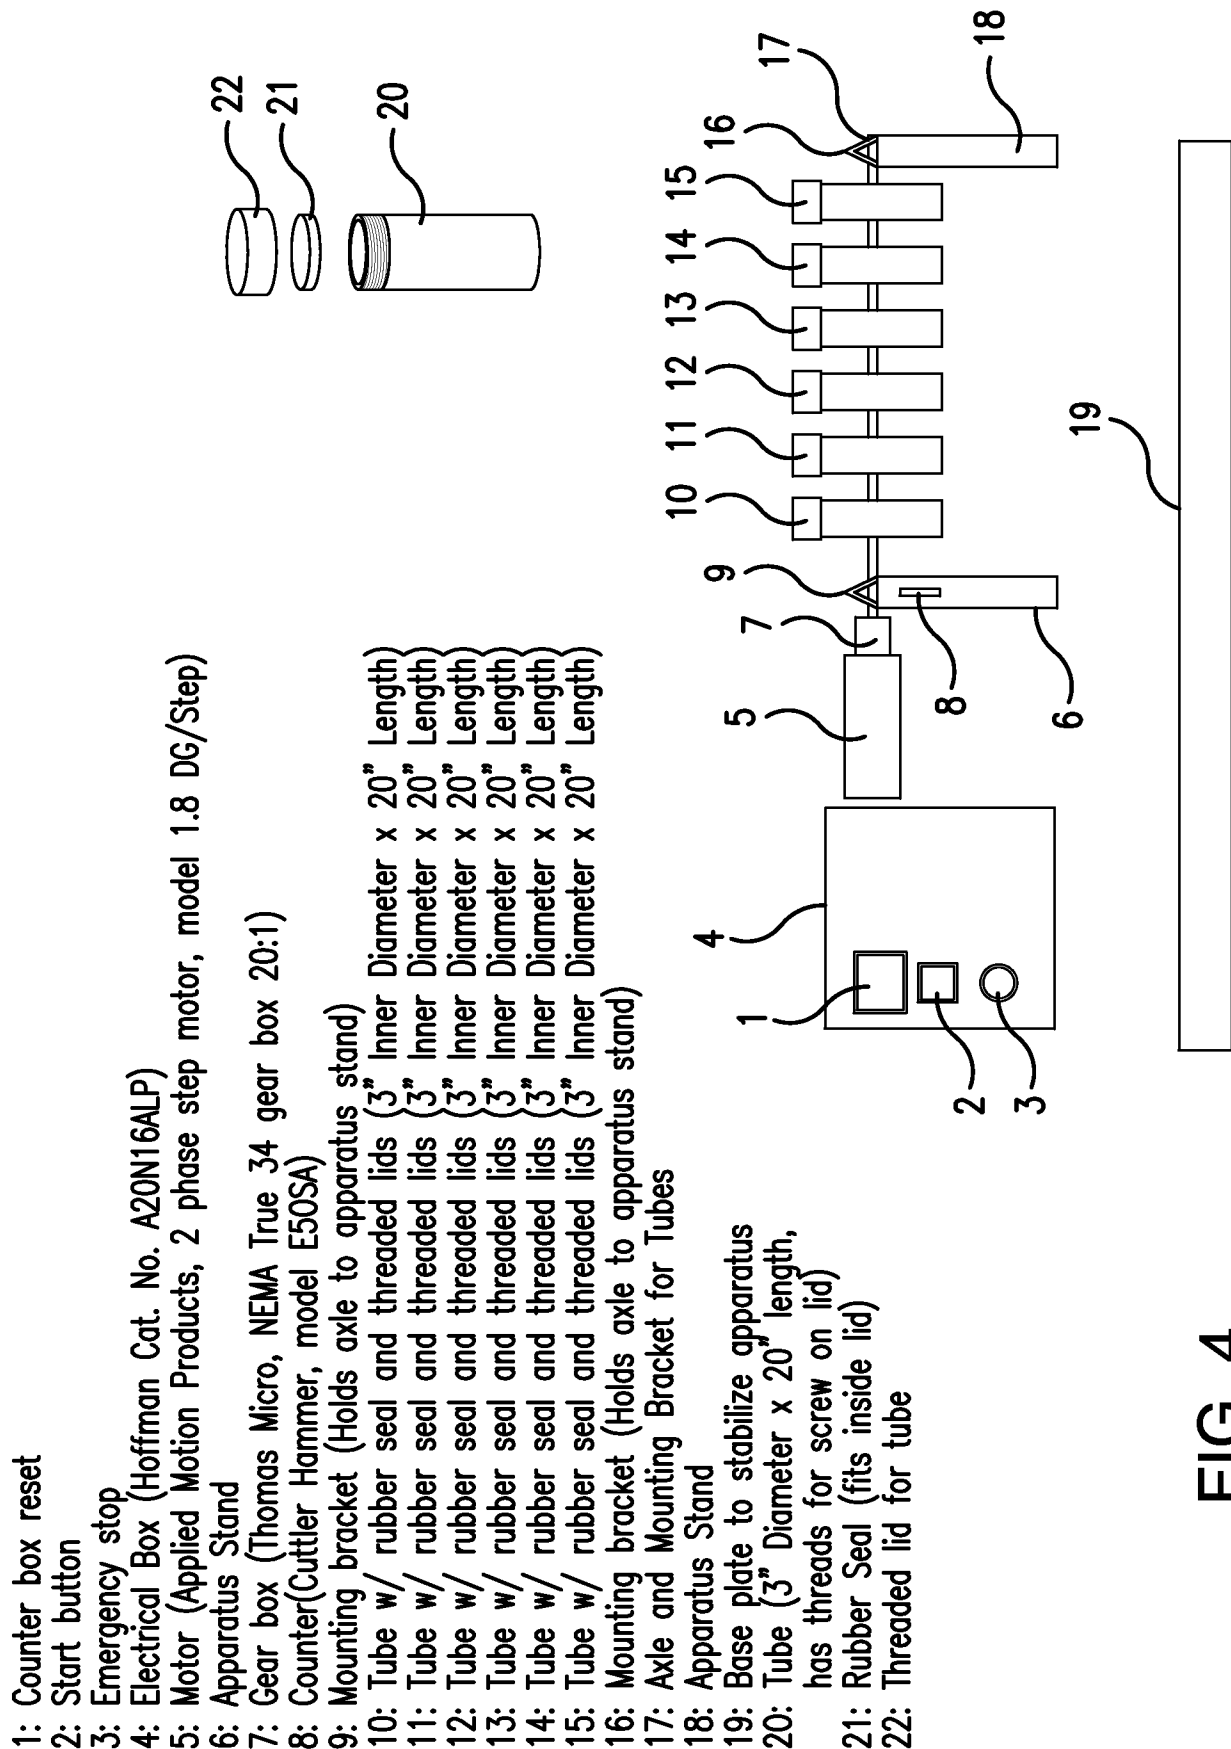 1: Counter box reset
2: Start button
3: Emergency stop
4: Electrical Box (Hoffman Cat. No. A20N16ALP)
5: Motor (Applied Motion Products, 2 phase step motor, model 1.8 DG/Step)
6: Apparatus Stand
7: Gear box (Thomas Micro, NEMA True 34 gear box 20:1)
8: Counter(Cuttler Hammer, model E50SA)
9: Mounting bracket (Holds axle to apparatus stand)
10: Tube w/ rubber seal and threaded lids (3" Inner Diameter x 20" Length)
11: Tube w/ rubber seal and threaded lids (3" Inner Diameter x 20" Length)
12: Tube w/ rubber seal and threaded lids (3" Inner Diameter x 20" Length)
13: Tube w/ rubber seal and threaded lids (3" Inner Diameter x 20" Length)
14: Tube w/ rubber seal and threaded lids (3" Inner Diameter x 20" Length)
15: Tube w/ rubber seal and threaded lids (3" Inner Diameter x 20" Length)
16: Mounting bracket (Holds axle to apparatus stand)
17: Axle and Mounting Bracket for Tubes
18: Apparatus Stand
19: Base plate to stabilize apparatus
20: Tube (3" Diameter x 20" length,
has threads for screw on lid)
21: Rubber Seal (fits inside lid)
22: Threaded lid for tube
22
21
20
1
4
5
7
9
10
11
12
13
14
15
16
17
18
2
3
8
6
19
FIG. 4